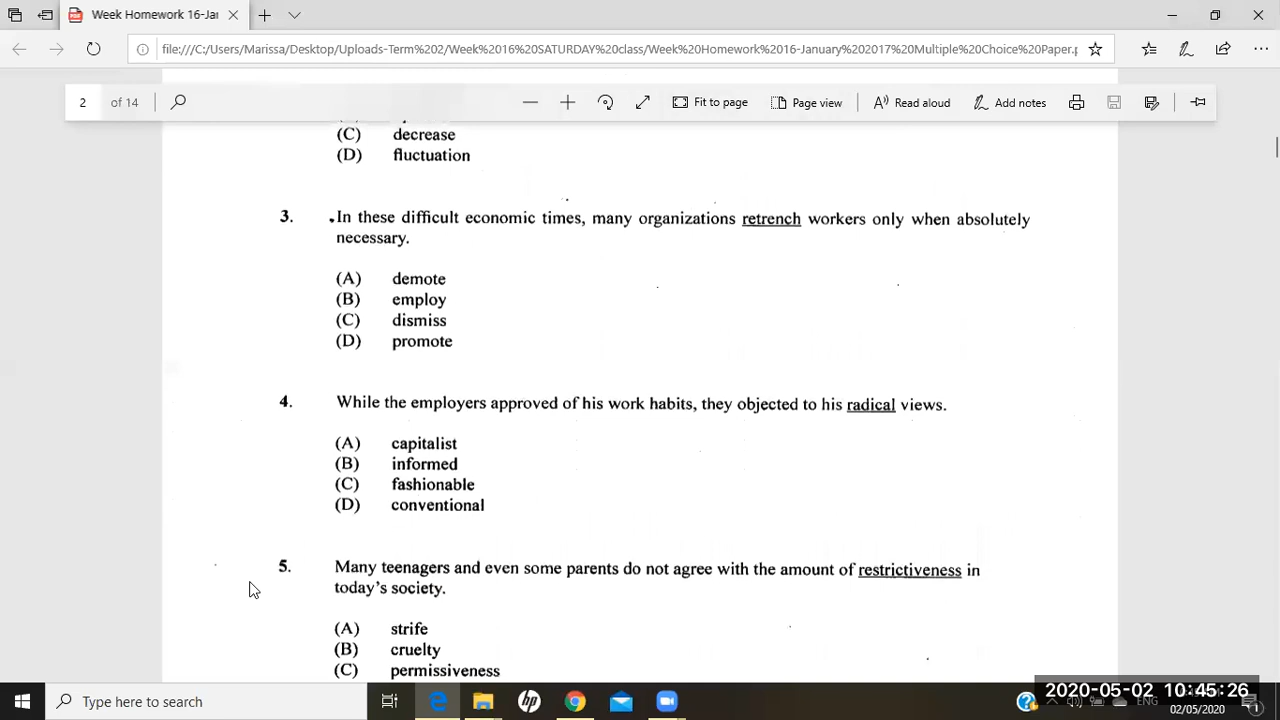 Week Homework 16-Jan
file:///C:/Users/Marissa/Desktop/Uploads-Term%202/Week%2016%20SATURDAY%20class/Week%20Homework%2016-January%202017%20Multiple%20Choice%20Paper.p
2 of 14
Fit to page
Page view
Read aloud
Add notes
(C) decrease
(D) fluctuation
3. In these difficult economic times, many organizations retrench workers only when absolutely
necessary.
(A) demote
(B) employ
(C) dismiss
(D) promote
4. While the employers approved of his work habits, they objected to his radical views.
(A) capitalist
(B) informed
(C) fashionable
(D) conventional
5. Many teenagers and even some parents do not agree with the amount of restrictiveness in
today's society.
(A) strife
(B) cruelty
(C) permissiveness
Type here to search
hp
ENG
2020-05-02 10:45:26
02/05/2020